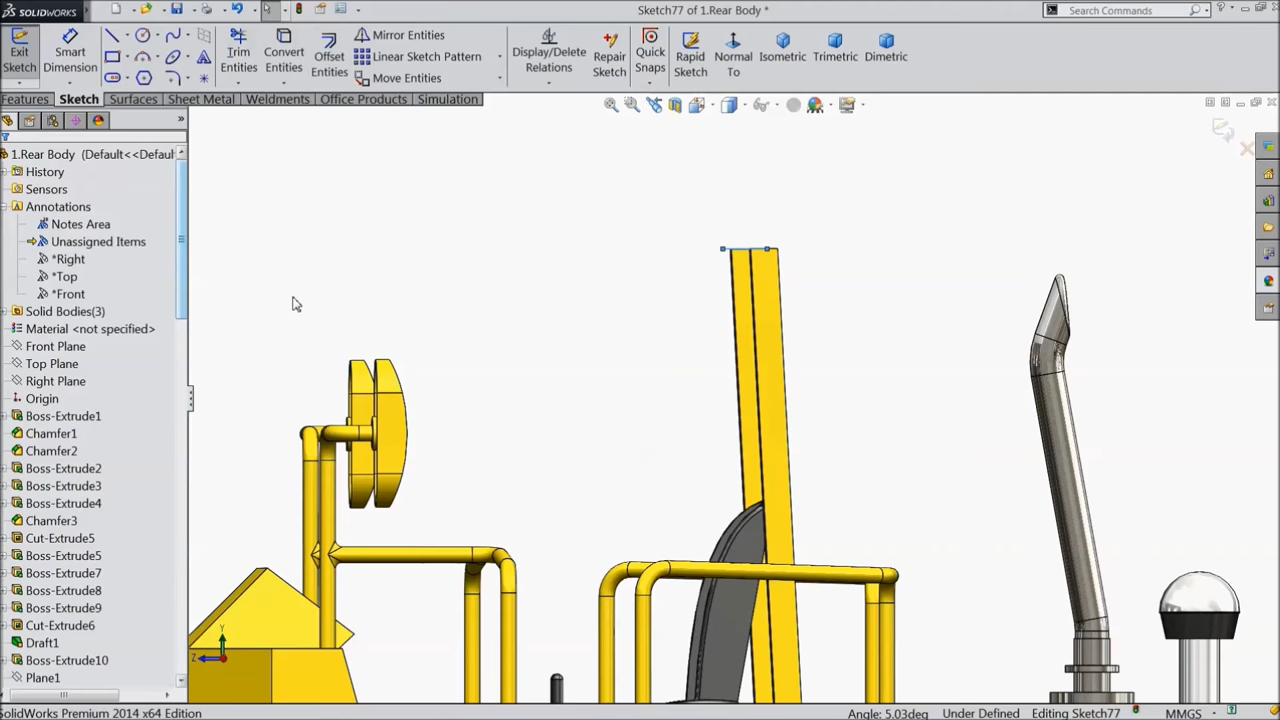 SOLIDWORKS
Sketch77 of 1.Rear Body *
Search Commands
Exit Sketch
Smart Dimension
Trim Entities
Convert Entities
Offset Entities
Mirror Entities
Linear Sketch Pattern
Move Entities
Display/Delete Relations
Repair Sketch
Quick Snaps
Rapid Sketch
Normal To
Isometric
Trimetric
Dimetric
Features
Sketch
Surfaces
Sheet Metal
Weldments
Office Products
Simulation
1.Rear Body (Default<<Defaul
History
Sensors
Annotations
Notes Area
Unassigned Items
*Right
*Top
*Front
Solid Bodies(3)
Material <not specified>
Front Plane
Top Plane
Right Plane
Origin
Boss-Extrude1
Chamfer1
Chamfer2
Boss-Extrude2
Boss-Extrude3
Boss-Extrude4
Chamfer3
Cut-Extrude5
Boss-Extrude5
Boss-Extrude7
Boss-Extrude8
Boss-Extrude9
Cut-Extrude6
Draft1
Boss-Extrude10
Plane1
Y
Z
SolidWorks Premium 2014 x64 Edition
Angle: 5.03deg
Under Defined
Editing Sketch77
MMGS